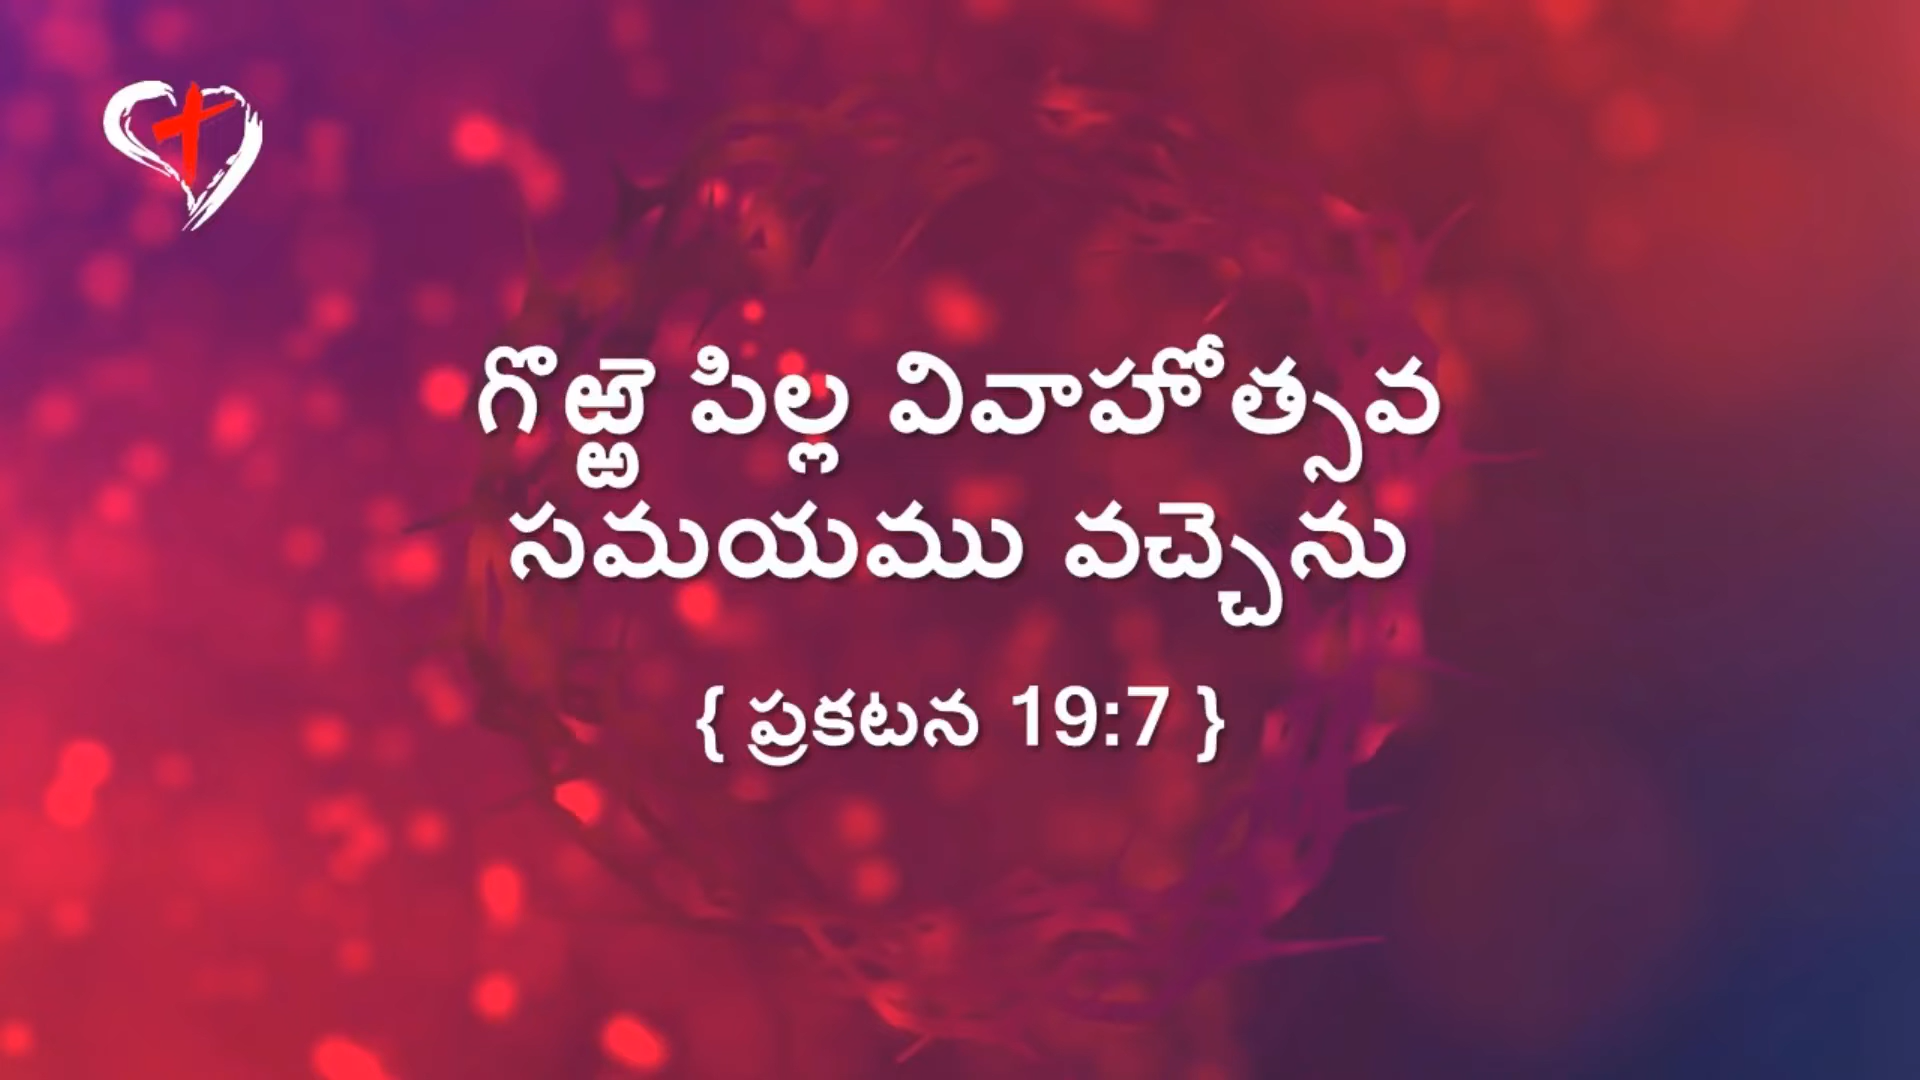 గొఱ్ఱె పిల్ల వివాహోత్సవ
సమయము వచ్చెను
{ ప్రకటన 19:7 }